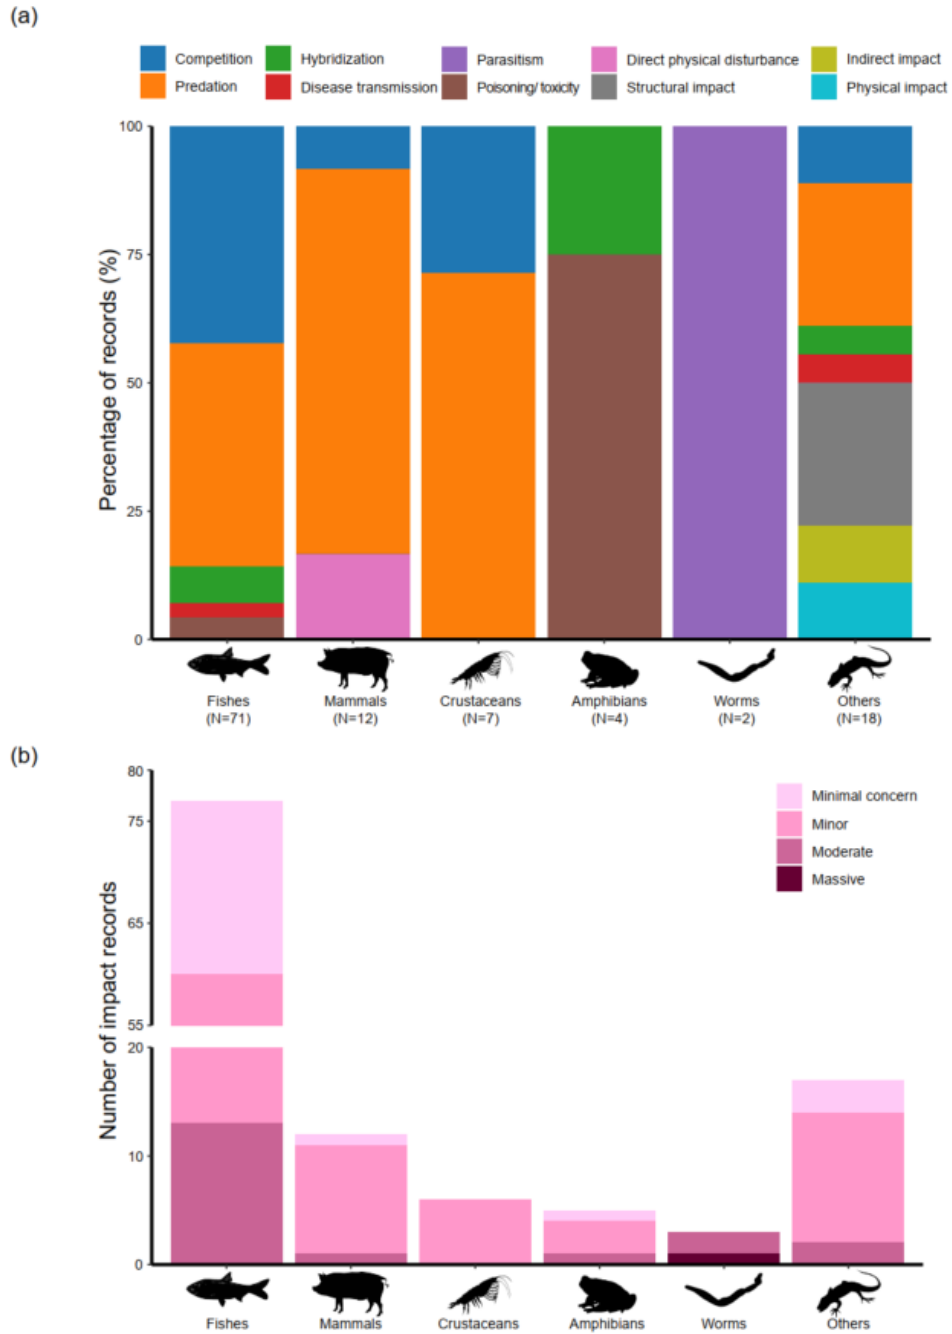 (a)
Competition Hybridization Parasitism Direct physical disturbance Indirect impact
Predation Disease transmission Poisoning/ toxicity Structural impact Physical impact
Percentage of records (%)
100
75
50
25
0
Fishes Mammals Crustaceans Amphibians Worms Others
(N=71) (N=12) (N=7) (N=4) (N=2) (N=18)
(b)
Number of impact records
80
75
65
55
20
10
0
Minimal concern
Minor
Moderate
Massive
Fishes Mammals Crustaceans Amphibians Worms Others